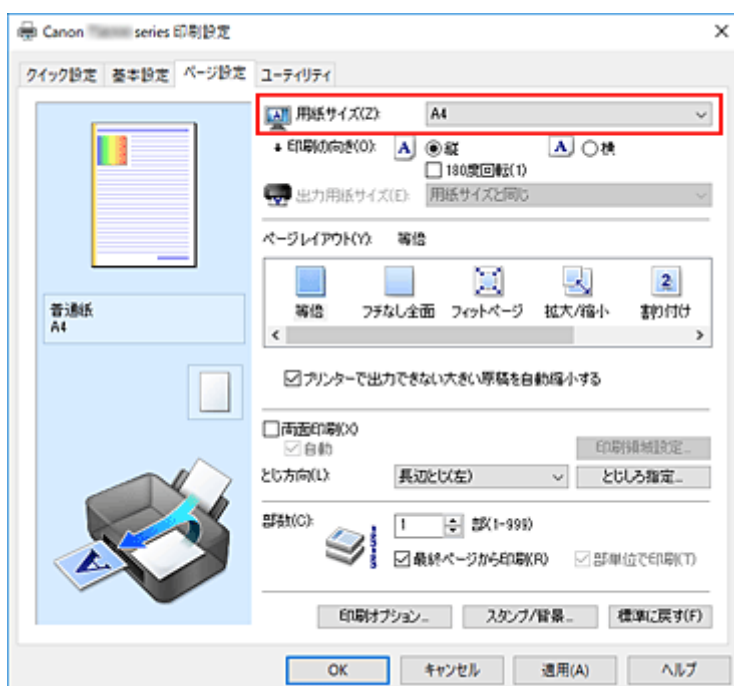 Canon series 印刷設定
クイック設定 基本設定 ページ設定 ユーティリティ
用紙サイズ(Z): A4
印刷の向き(O): A 縦 A 横
180度回転(1)
出力用紙サイズ(E): 用紙サイズと同じ
ページレイアウト(Y): 等倍
等倍 フチなし全面 フィットページ 拡大/縮小 2 割り付け
普通紙
A4
プリンターで出力できない大きい原稿を自動縮小する
両面印刷(X)
自動 印刷領域設定...
とじ方向(L): 長辺とじ(左) とじしろ指定...
部数(C): 1 部(1-999)
最終ページから印刷(R) 部単位で印刷(T)
印刷オプション... スタンプ/背景... 標準に戻す(F)
OK キャンセル 適用(A) ヘルプ